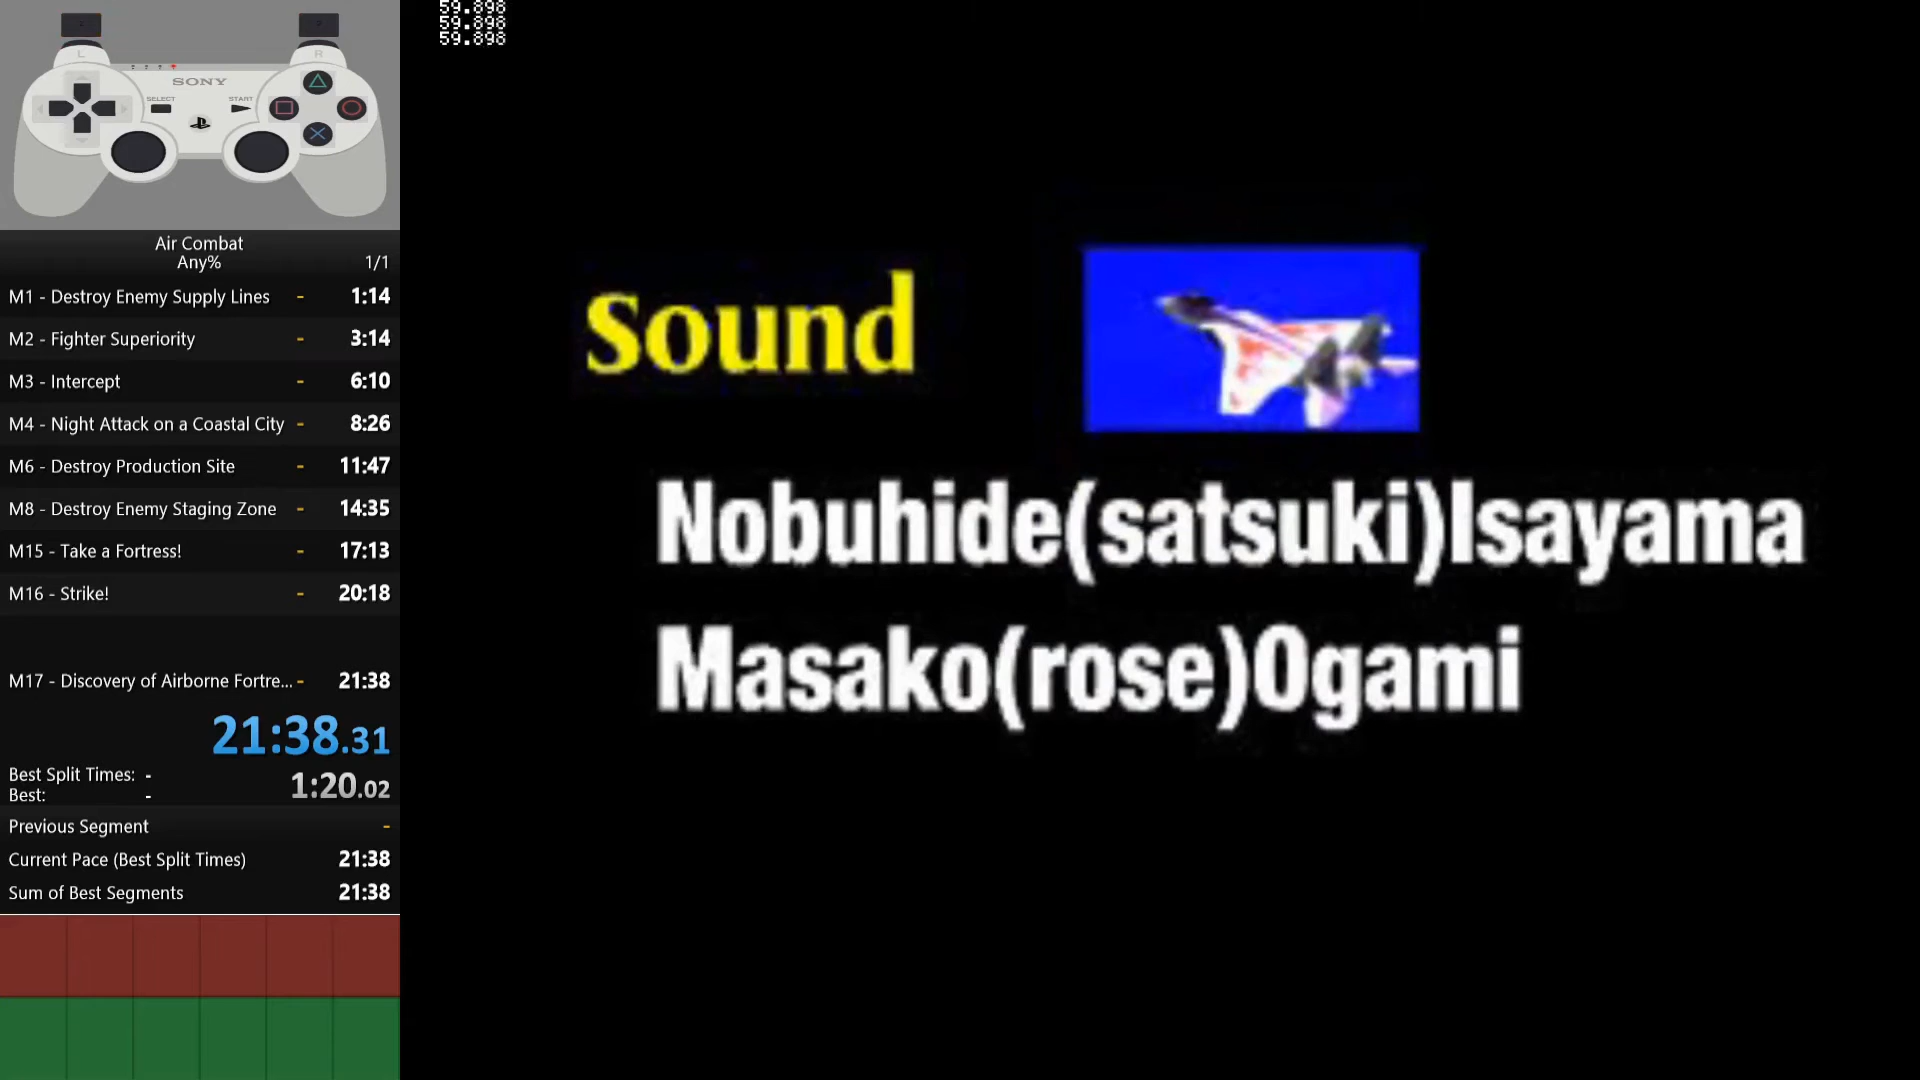 59.898
59.898
59.898
L
R
SONY
SELECT
START
Air Combat
Any%
1/1
M1 - Destroy Enemy Supply Lines - 1:14
M2 - Fighter Superiority - 3:14
M3 - Intercept - 6:10
M4 - Night Attack on a Coastal City - 8:26
M6 - Destroy Production Site - 11:47
M8 - Destroy Enemy Staging Zone - 14:35
M15 - Take a Fortress! - 17:13
M16 - Strike! - 20:18
M17 - Discovery of Airborne Fortre... - 21:38
21:38.31
Best Split Times: -
Best: -
1:20.02
Previous Segment -
Current Pace (Best Split Times) 21:38
Sum of Best Segments 21:38
Sound
Nobuhide(satsuki)Isayama
Masako(rose)Ogami